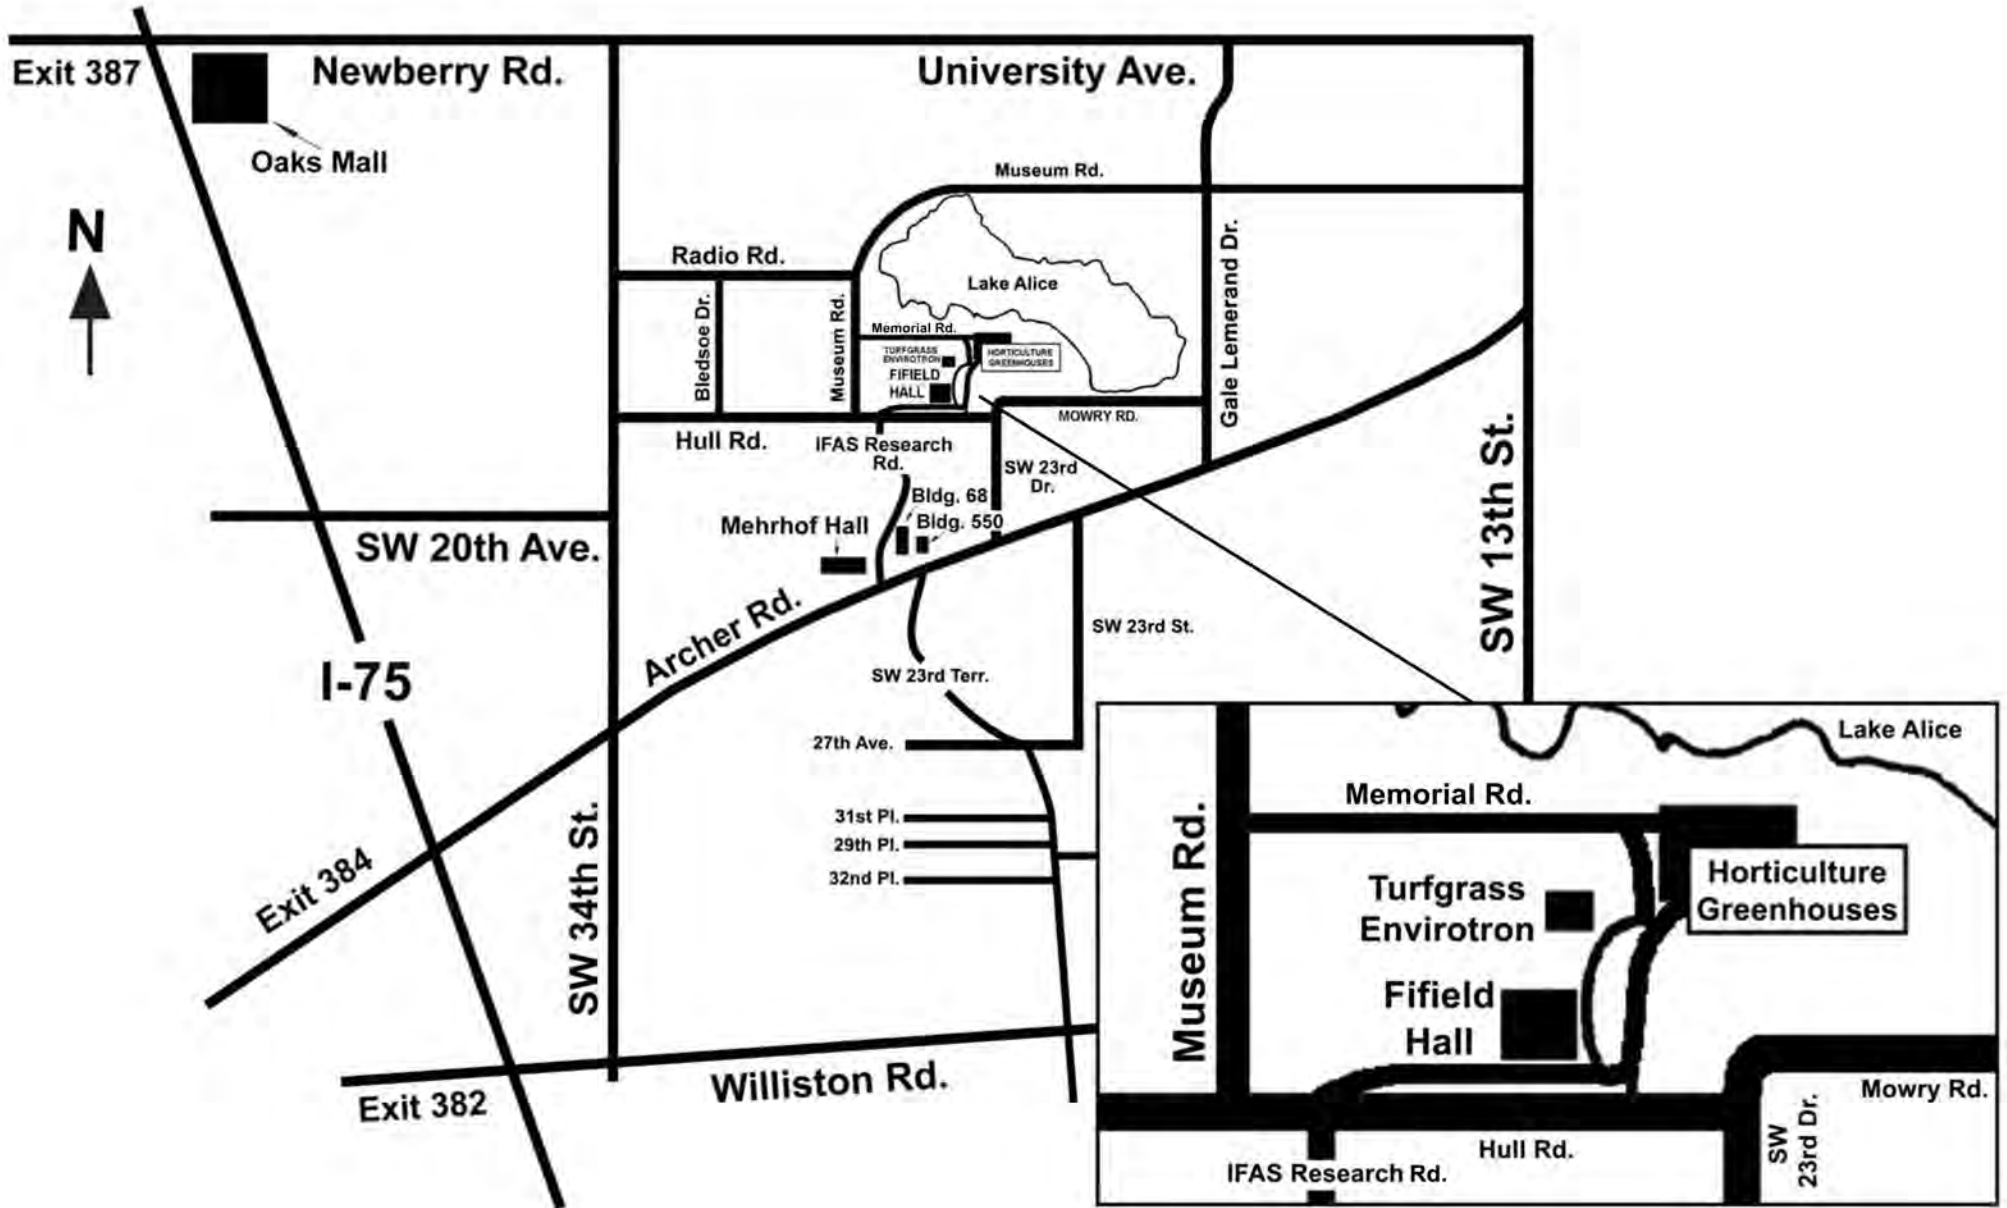 Exit 387
Newberry Rd.
University Ave.
Oaks Mall
N
Museum Rd.
Radio Rd.
Lake Alice
Gale Lemerand Dr.
Bledsoe Dr.
Museum Rd.
Memorial Rd.
TURFGRASS
ENVIROTRON
HORTICULTURE
GREENHOUSES
FIFIELD
HALL
MOWRY RD.
Hull Rd.
IFAS Research
Rd.
SW 23rd
Dr.
Bldg. 68
Bldg. 550
Mehrhof Hall
SW 20th Ave.
SW 13th St.
Archer Rd.
SW 23rd St.
I-75
SW 23rd Terr.
27th Ave.
31st Pl.
29th Pl.
32nd Pl.
Exit 384
SW 34th St.
Williston Rd.
Exit 382
Lake Alice
Memorial Rd.
Museum Rd.
Turfgrass
Envirotron
Horticulture
Greenhouses
Fifield
Hall
Mowry Rd.
SW
23rd Dr.
Hull Rd.
IFAS Research Rd.